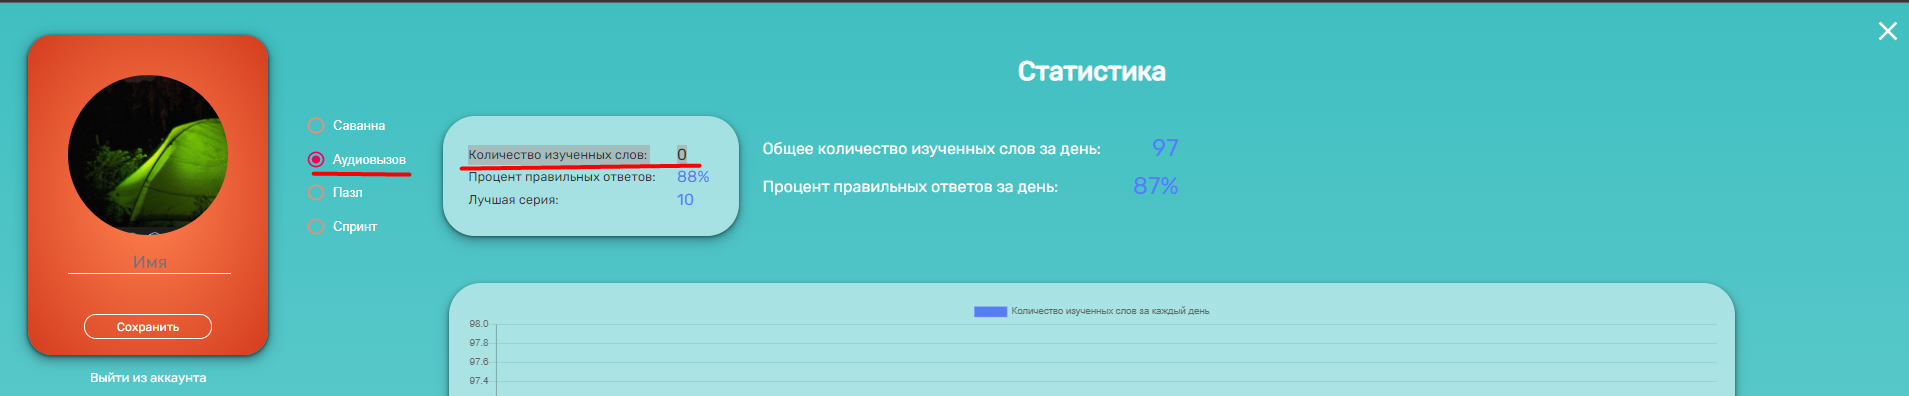 Статистика
Имя
Сохранить
Выйти из аккаунта
Саванна
Аудиовызов
Пазл
Спринт
Количество изученных слов: 0
Процент правильных ответов: 88%
Лучшая серия: 10
Общее количество изученных слов за день: 97
Процент правильных ответов за день: 87%
Количество изученных слов за каждый день
98.0
97.8
97.6
97.4